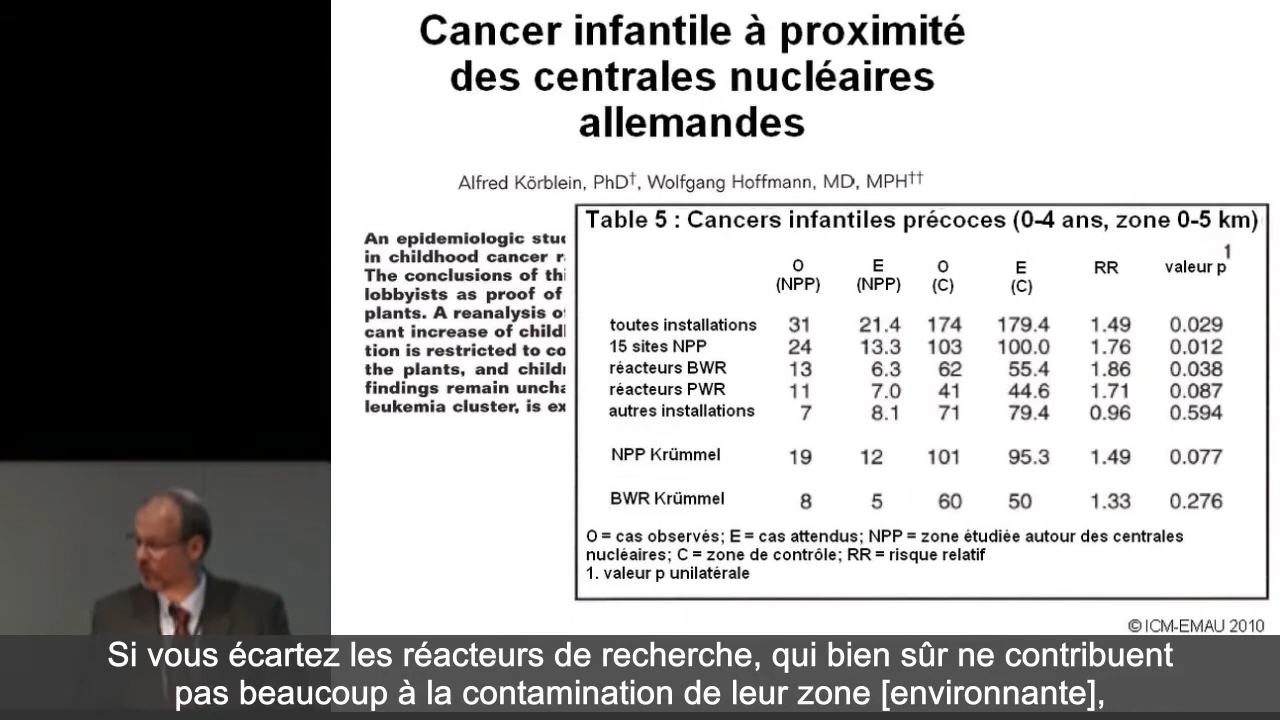 Cancer infantile à proximité
des centrales nucléaires
allemandes
Alfred Körblein, PhD†, Wolfgang Hoffmann, MD, MPH††
An epidemiologic stu
in childhood cancer r
The conclusions of thi
lobbyists as proof of
plants. A reanalysis o
cant increase of child
tion is restricted to co
the plants, and child
findings remain uncha
leukemia cluster, is ex
Table 5 : Cancers infantiles précoces (0-4 ans, zone 0-5 km)
O (NPP) E (NPP) O (C) E (C) RR valeur p 1
toutes installations 31 21.4 174 179.4 1.49 0.029
15 sites NPP 24 13.3 103 100.0 1.76 0.012
réacteurs BWR 13 6.3 62 55.4 1.86 0.038
réacteurs PWR 11 7.0 41 44.6 1.71 0.087
autres installations 7 8.1 71 79.4 0.96 0.594
NPP Krümmel 19 12 101 95.3 1.49 0.077
BWR Krümmel 8 5 60 50 1.33 0.276
O = cas observés; E = cas attendus; NPP = zone étudiée autour des centrales
nucléaires; C = zone de contrôle; RR = risque relatif
1. valeur p unilatérale
© ICM-EMAU 2010
Si vous écartez les réacteurs de recherche, qui bien sûr ne contribuent
pas beaucoup à la contamination de leur zone [environnante],